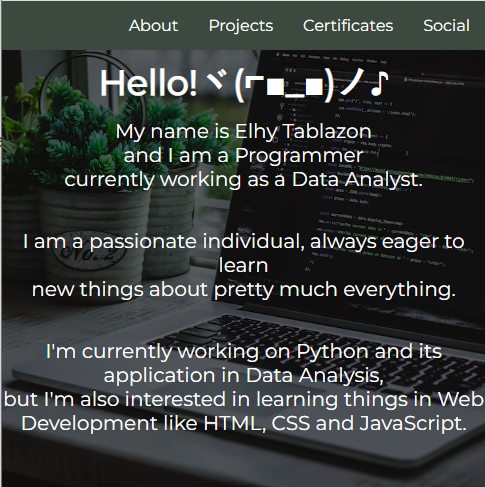 About Projects Certificates Social
Hello!ヾ(⌐■_■)ノ♪
My name is Elhy Tablazon
and I am a Programmer
currently working as a Data Analyst.
I am a passionate individual, always eager to
learn
new things about pretty much everything.
I'm currently working on Python and its
application in Data Analysis,
but I'm also interested in learning things in Web
Development like HTML, CSS and JavaScript.
No. 2